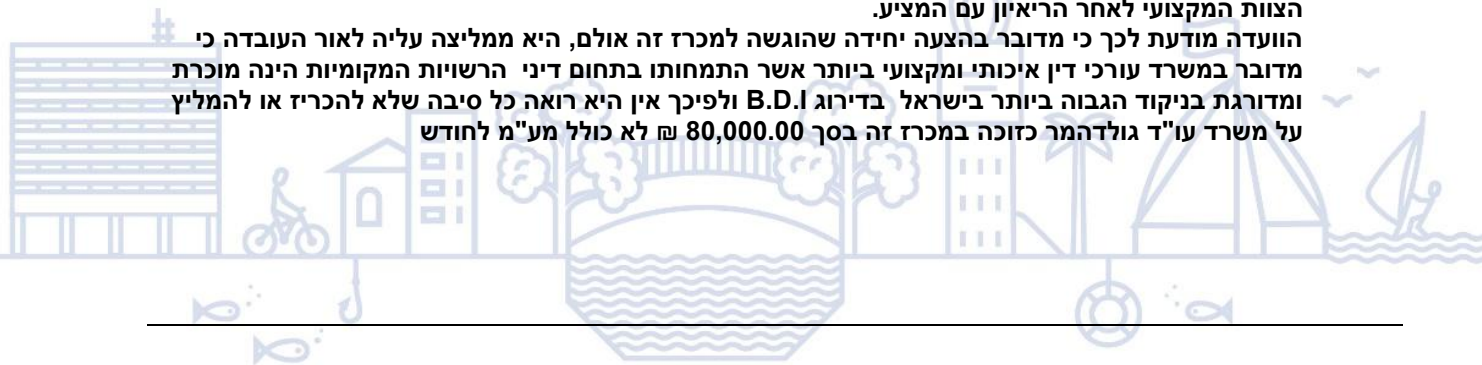 הצוות המקצועי לאחר הריאיון עם המציע.
הוועדה מודעת לכך כי מדובר בהצעה יחידה שהוגשה למכרז זה אולם, היא ממליצה עליה לאור העובדה כי
מדובר במשרד עורכי דין איכותי ומקצועי ביותר אשר התמחותו בתחום דיני הרשויות המקומיות הינה מוכרת
ומדורגת בניקוד הגבוה ביותר בישראל בדירוג B.D.I ולפיכך אין היא רואה כל סיבה שלא להכריז או להמליץ
על משרד עו"ד גולדהמר כזוכה במכרז זה בסך 80,000.00 ₪ לא כולל מע"מ לחודש